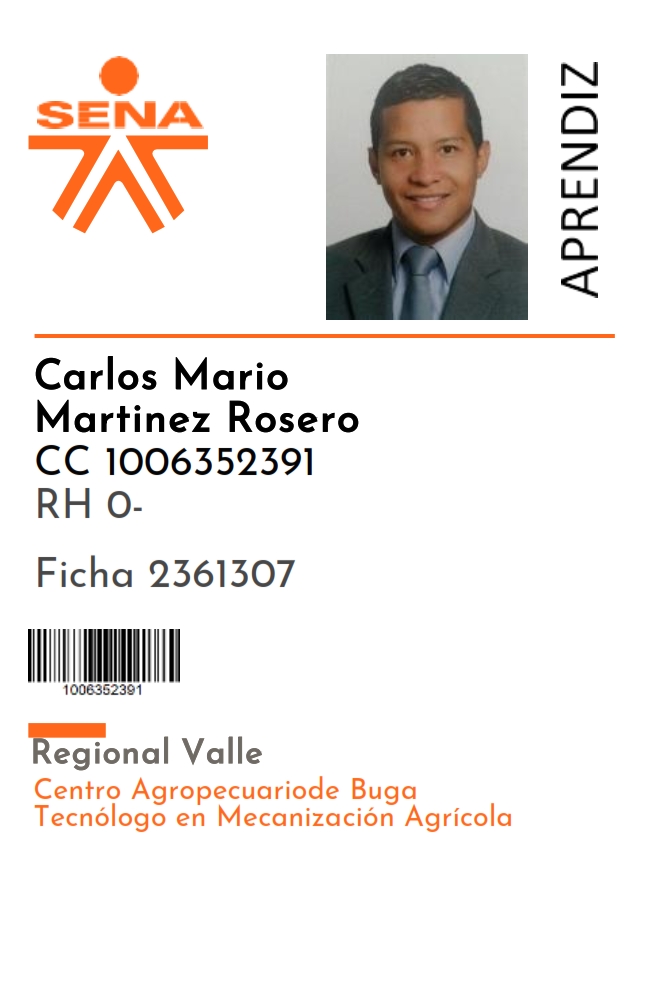 SENA
APRENDIZ
Carlos Mario
Martinez Rosero
CC 1006352391
RH O-
Ficha 2361307
1006352391
Regional Valle
Centro Agropecuariode Buga
Tecnólogo en Mecanización Agrícola